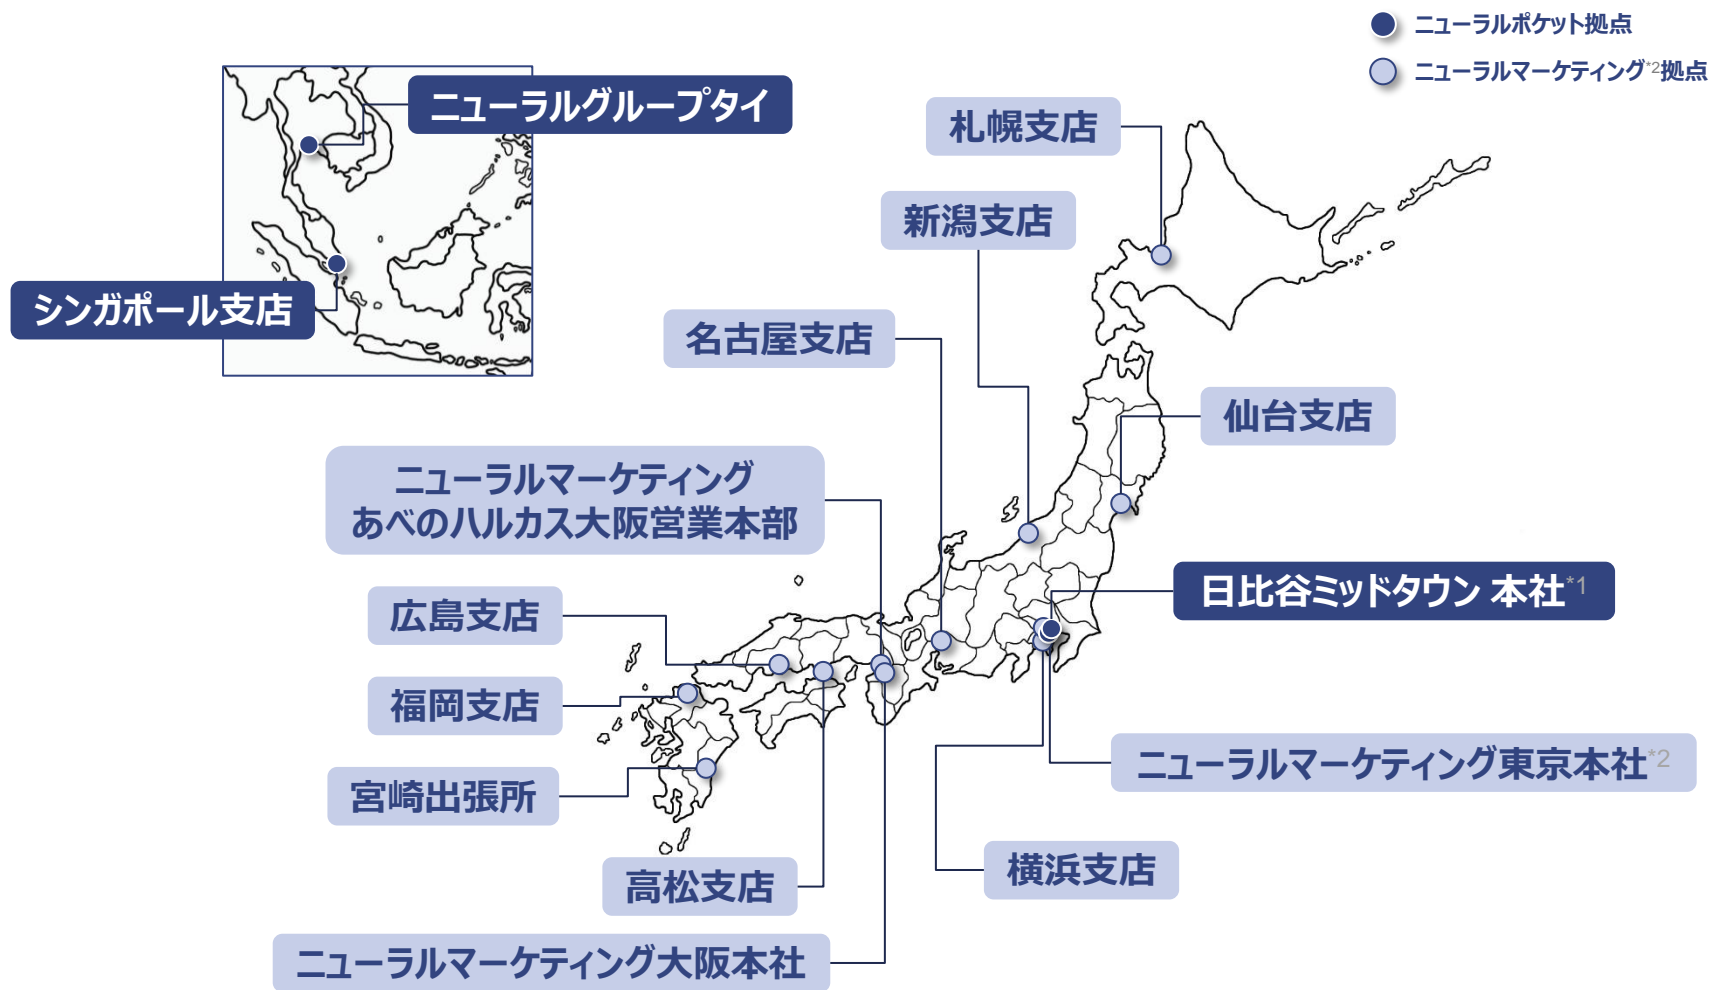 ニューラルポケット拠点
ニューラルマーケティング*2拠点
ニューラルグループタイ
シンガポール支店
札幌支店
新潟支店
名古屋支店
仙台支店
ニューラルマーケティング
あべのハルカス大阪営業本部
日比谷ミッドタウン 本社*1
広島支店
福岡支店
ニューラルマーケティング東京本社*2
宮崎出張所
横浜支店
高松支店
ニューラルマーケティング大阪本社